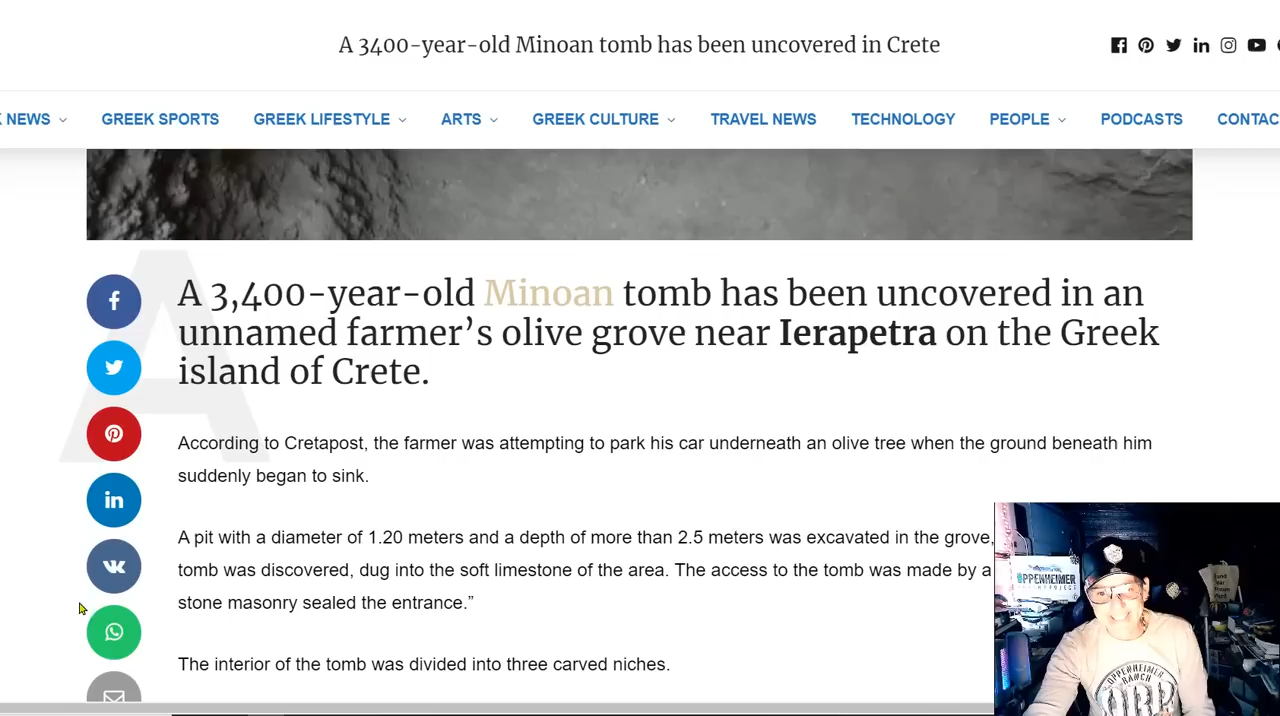 A 3400-year-old Minoan tomb has been uncovered in Crete
NEWS
GREEK SPORTS
GREEK LIFESTYLE
ARTS
GREEK CULTURE
TRAVEL NEWS
TECHNOLOGY
PEOPLE
PODCASTS
CONTAC
A
A 3,400-year-old Minoan tomb has been uncovered in an
unnamed farmer’s olive grove near Ierapetra on the Greek
island of Crete.
According to Cretapost, the farmer was attempting to park his car underneath an olive tree when the ground beneath him
suddenly began to sink.
A pit with a diameter of 1.20 meters and a depth of more than 2.5 meters was excavated in the grove,
tomb was discovered, dug into the soft limestone of the area. The access to the tomb was made by a
stone masonry sealed the entrance.”
The interior of the tomb was divided into three carved niches.
OPPENHEIMER
OPPENHEIMER
RANCH